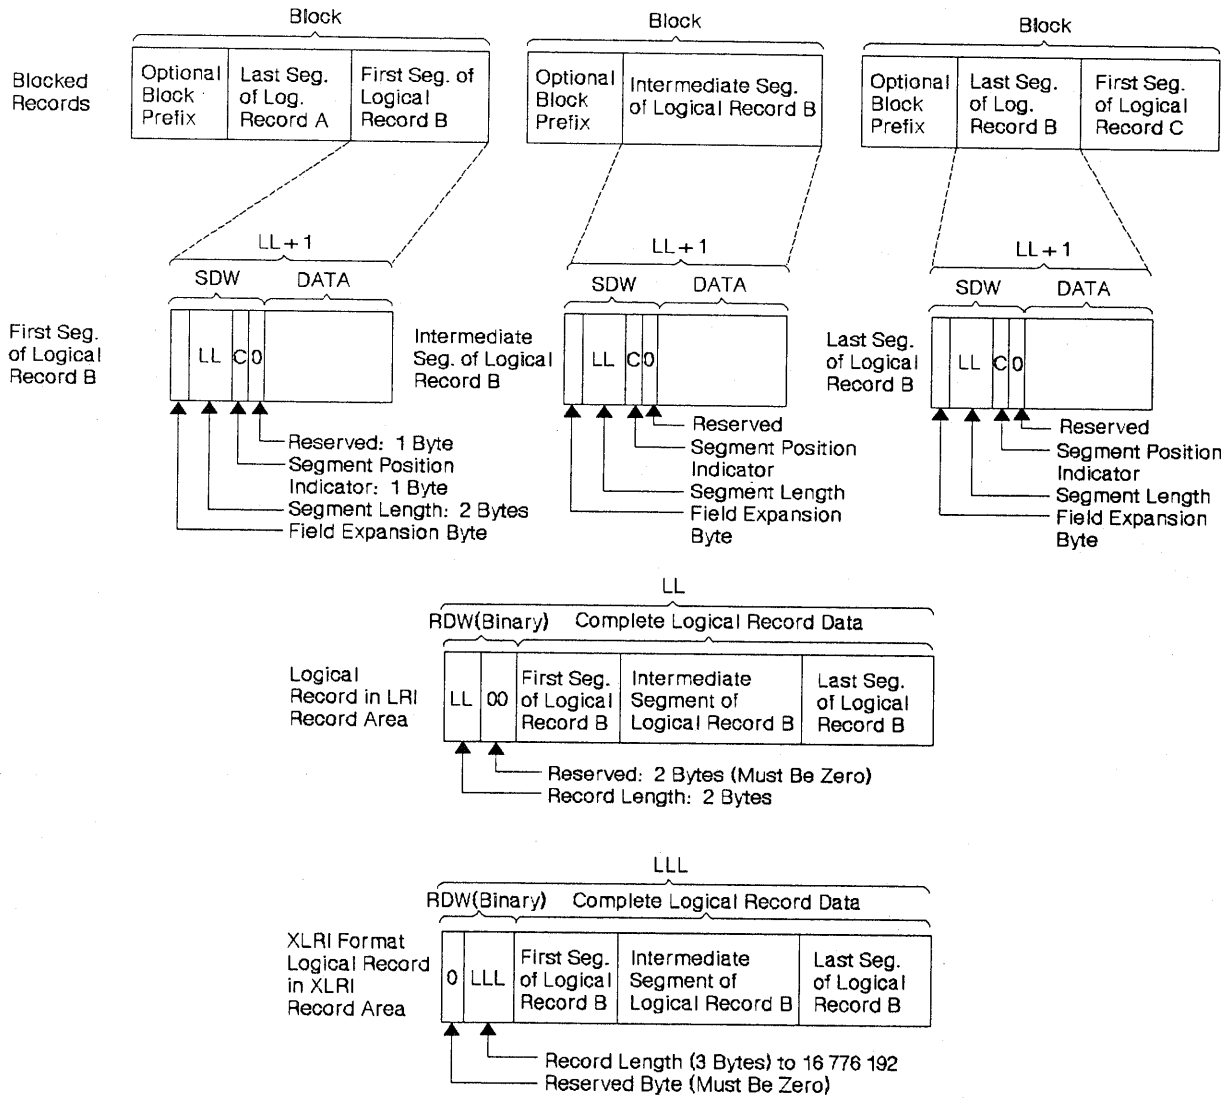 Block
Block
Block
Blocked
Records
Optional
Block
Prefix
Last Seg.
of Log.
Record A
First Seg. of
Logical
Record B
Optional
Block
Prefix
Intermediate Seg.
of Logical Record B
Optional
Block
Prefix
Last Seg.
of Log.
Record B
First Seg.
of Logical
Record C
LL+1
SDW
DATA
First Seg.
of Logical
Record B
LL
C
0
Reserved: 1 Byte
Segment Position
Indicator: 1 Byte
Segment Length: 2 Bytes
Field Expansion Byte
LL+1
SDW
DATA
Intermediate
Seg. of Logical
Record B
LL
C
0
Reserved
Segment Position
Indicator
Segment Length
Field Expansion
Byte
LL+1
SDW
DATA
Last Seg.
of Logical
Record B
LL
C
0
Reserved
Segment Position
Indicator
Segment Length
Field Expansion
Byte
LL
RDW(Binary)
Complete Logical Record Data
Logical
Record in LRI
Record Area
LL
00
First Seg.
of Logical
Record B
Intermediate
Segment of
Logical Record B
Last Seg.
of Logical
Record B
Reserved: 2 Bytes (Must Be Zero)
Record Length: 2 Bytes
LLL
RDW(Binary)
Complete Logical Record Data
XLRI Format
Logical Record
in XLRI
Record Area
0
LLL
First Seg.
of Logical
Record B
Intermediate
Segment of
Logical Record B
Last Seg.
of Logical
Record B
Record Length (3 Bytes) to 16 776 192
Reserved Byte (Must Be Zero)